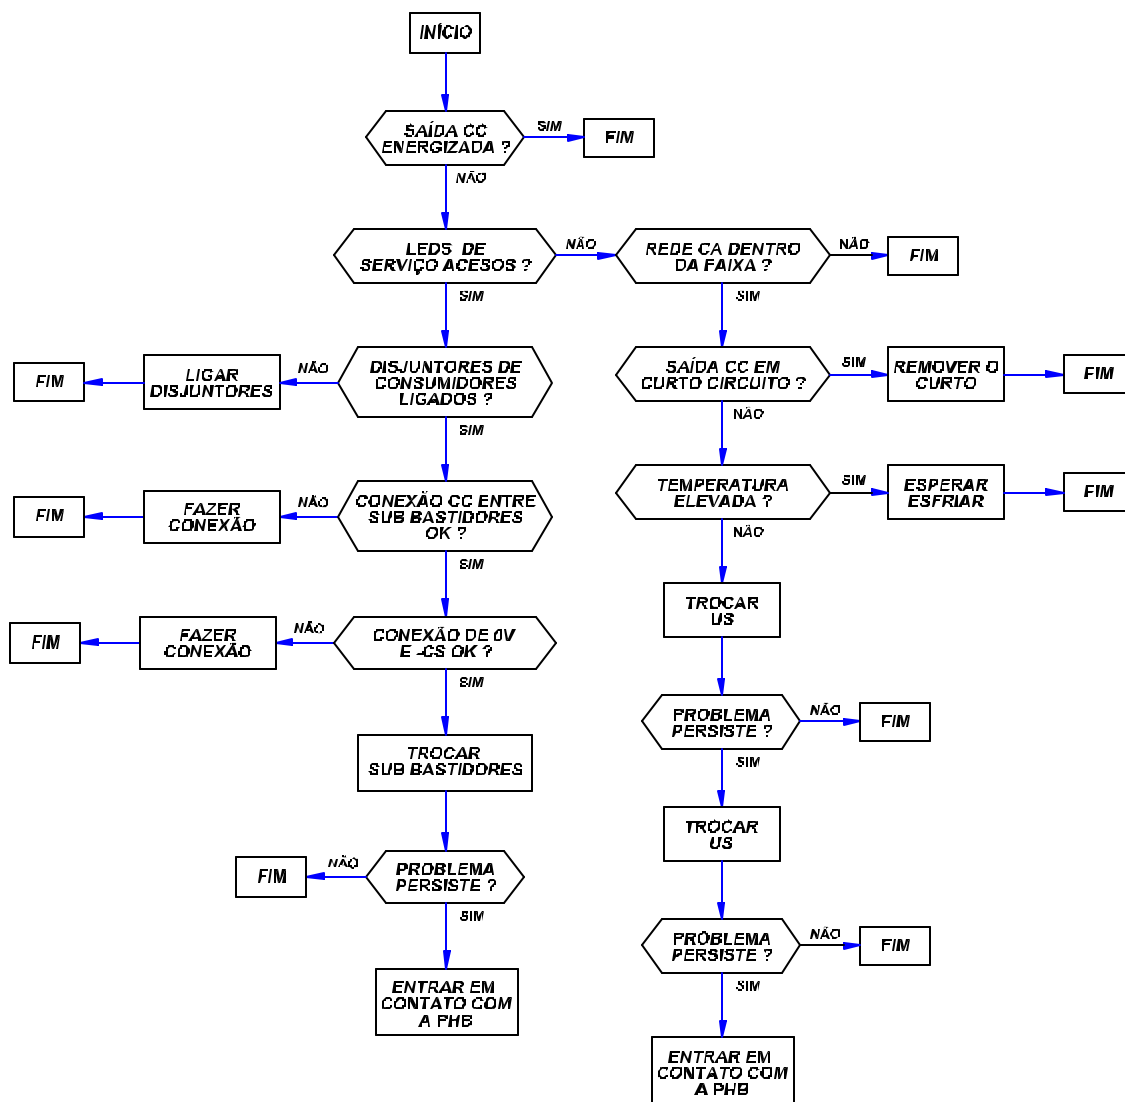 INÍCIO
SAÍDA CC
ENERGIZADA ?
SIM
FIM
NÃO
LEDS DE
SERVIÇO ACESOS ?
NÃO
REDE CA DENTRO
DA FAIXA ?
NÃO
FIM
SIM
SIM
FIM
LIGAR
DISJUNTORES
NÃO
DISJUNTORES DE
CONSUMIDORES
LIGADOS ?
SAÍDA CC EM
CURTO CIRCUITO ?
SIM
REMOVER O
CURTO
FIM
SIM
NÃO
FIM
FAZER
CONEXÃO
NÃO
CONEXÃO CC ENTRE
SUB BASTIDORES
OK ?
TEMPERATURA
ELEVADA ?
SIM
ESPERAR
ESFRIAR
FIM
SIM
NÃO
FIM
FAZER
CONEXÃO
NÃO
CONEXÃO DE 0V
E -CS OK ?
TROCAR
US
SIM
TROCAR
SUB BASTIDORES
PROBLEMA
PERSISTE ?
NÃO
FIM
SIM
TROCAR
US
FIM
NÃO
PROBLEMA
PERSISTE ?
SIM
PROBLEMA
PERSISTE ?
NÃO
FIM
SIM
ENTRAR EM
CONTATO COM
A PHB
ENTRAR EM
CONTATO COM
A PHB